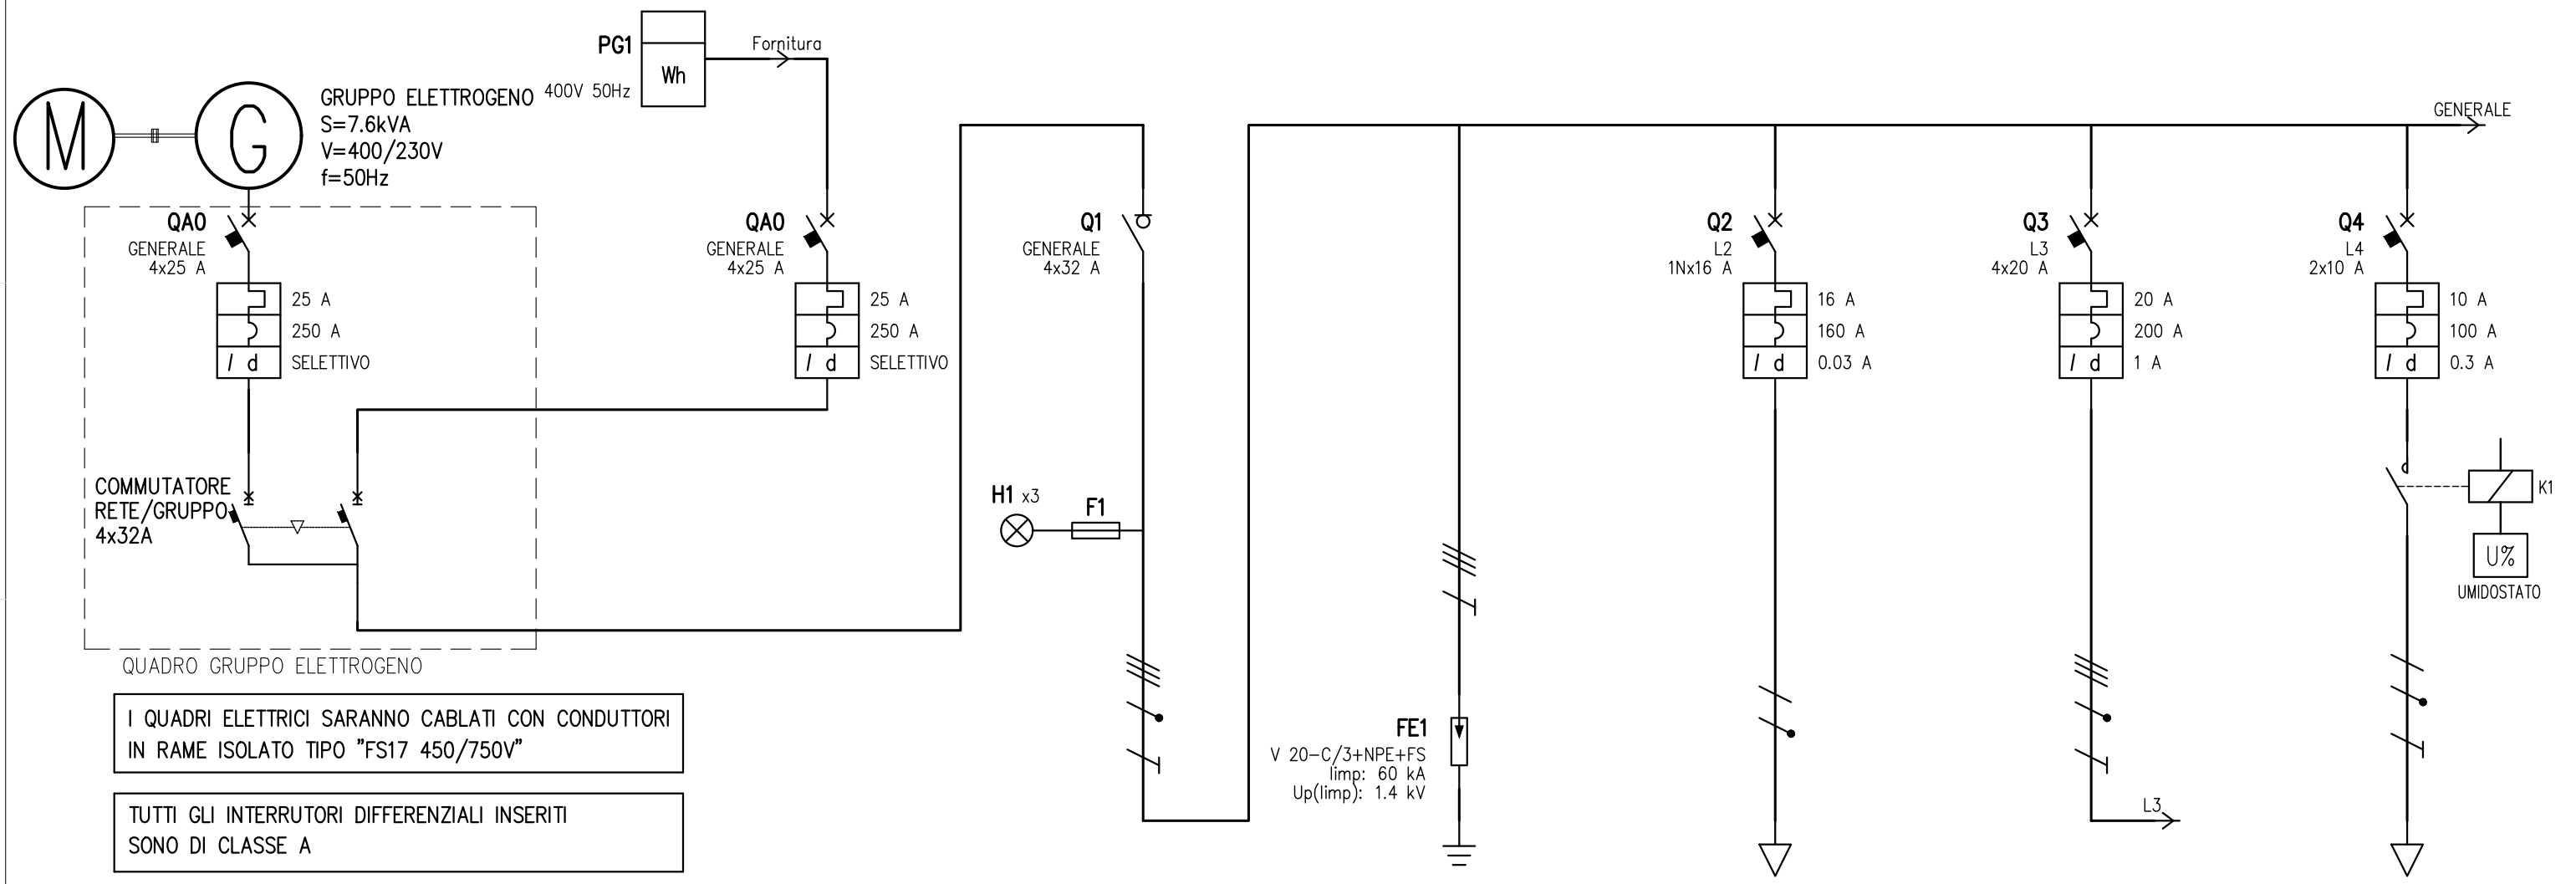 PG1
Wh
400V 50Hz
Fornitura
M
G
GRUPPO ELETTROGENO
S=7.6kVA
V=400/230V
f=50Hz
GENERALE
QA0
GENERALE
4x25 A
25 A
250 A
I d
SELETTIVO
QA0
GENERALE
4x25 A
25 A
250 A
I d
SELETTIVO
Q1
GENERALE
4x32 A
Q2
L2
1Nx16 A
16 A
160 A
I d
0.03 A
Q3
L3
4x20 A
20 A
200 A
I d
1 A
Q4
L4
2x10 A
10 A
100 A
I d
0.3 A
COMMUTATORE
RETE/GRUPPO
4x32A
H1 x3
F1
K1
U%
UMIDOSTATO
QUADRO GRUPPO ELETTROGENO
I QUADRI ELETTRICI SARANNO CABLATI CON CONDUTTORI
IN RAME ISOLATO TIPO "FS17 450/750V"
TUTTI GLI INTERRUTORI DIFFERENZIALI INSERITI
SONO DI CLASSE A
FE1
V 20-C/3+NPE+FS
Iimp: 60 kA
Up(Iimp): 1.4 kV
L3